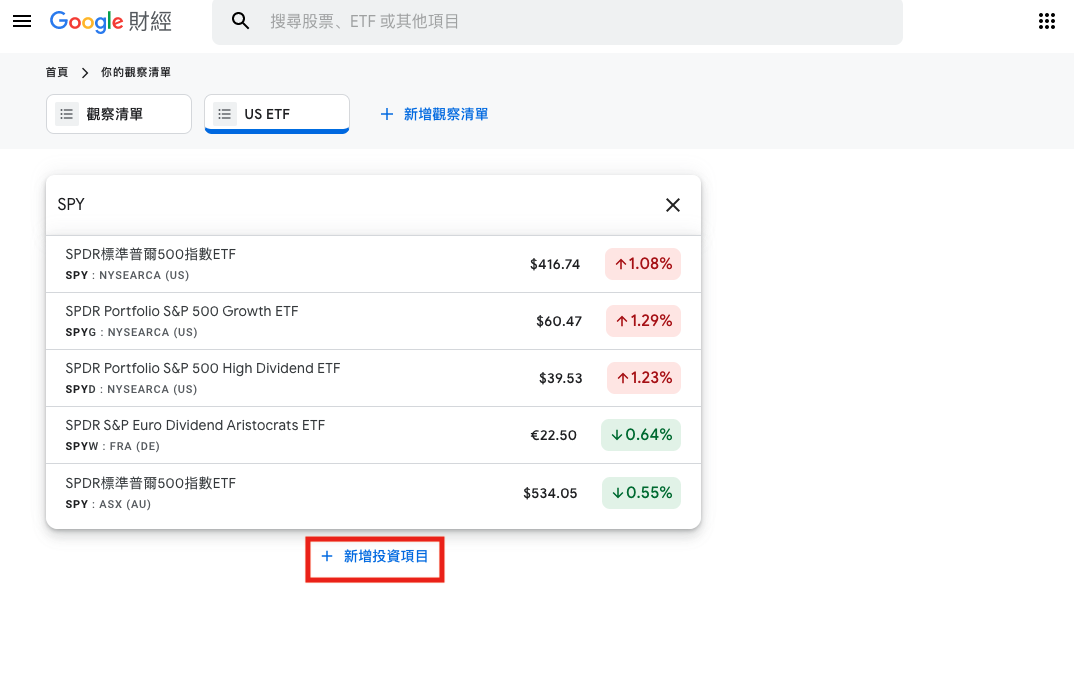 Google 財經
搜尋股票、ETF 或其他項目
首頁 > 你的觀察清單
觀察清單
US ETF
+ 新增觀察清單
SPY
SPDR標準普爾500指數ETF
SPY : NYSEARCA (US)
$416.74
↑1.08%
SPDR Portfolio S&P 500 Growth ETF
SPYG : NYSEARCA (US)
$60.47
↑1.29%
SPDR Portfolio S&P 500 High Dividend ETF
SPYD : NYSEARCA (US)
$39.53
↑1.23%
SPDR S&P Euro Dividend Aristocrats ETF
SPYW : FRA (DE)
€22.50
↓0.64%
SPDR標準普爾500指數ETF
SPY : ASX (AU)
$534.05
↓0.55%
+ 新增投資項目